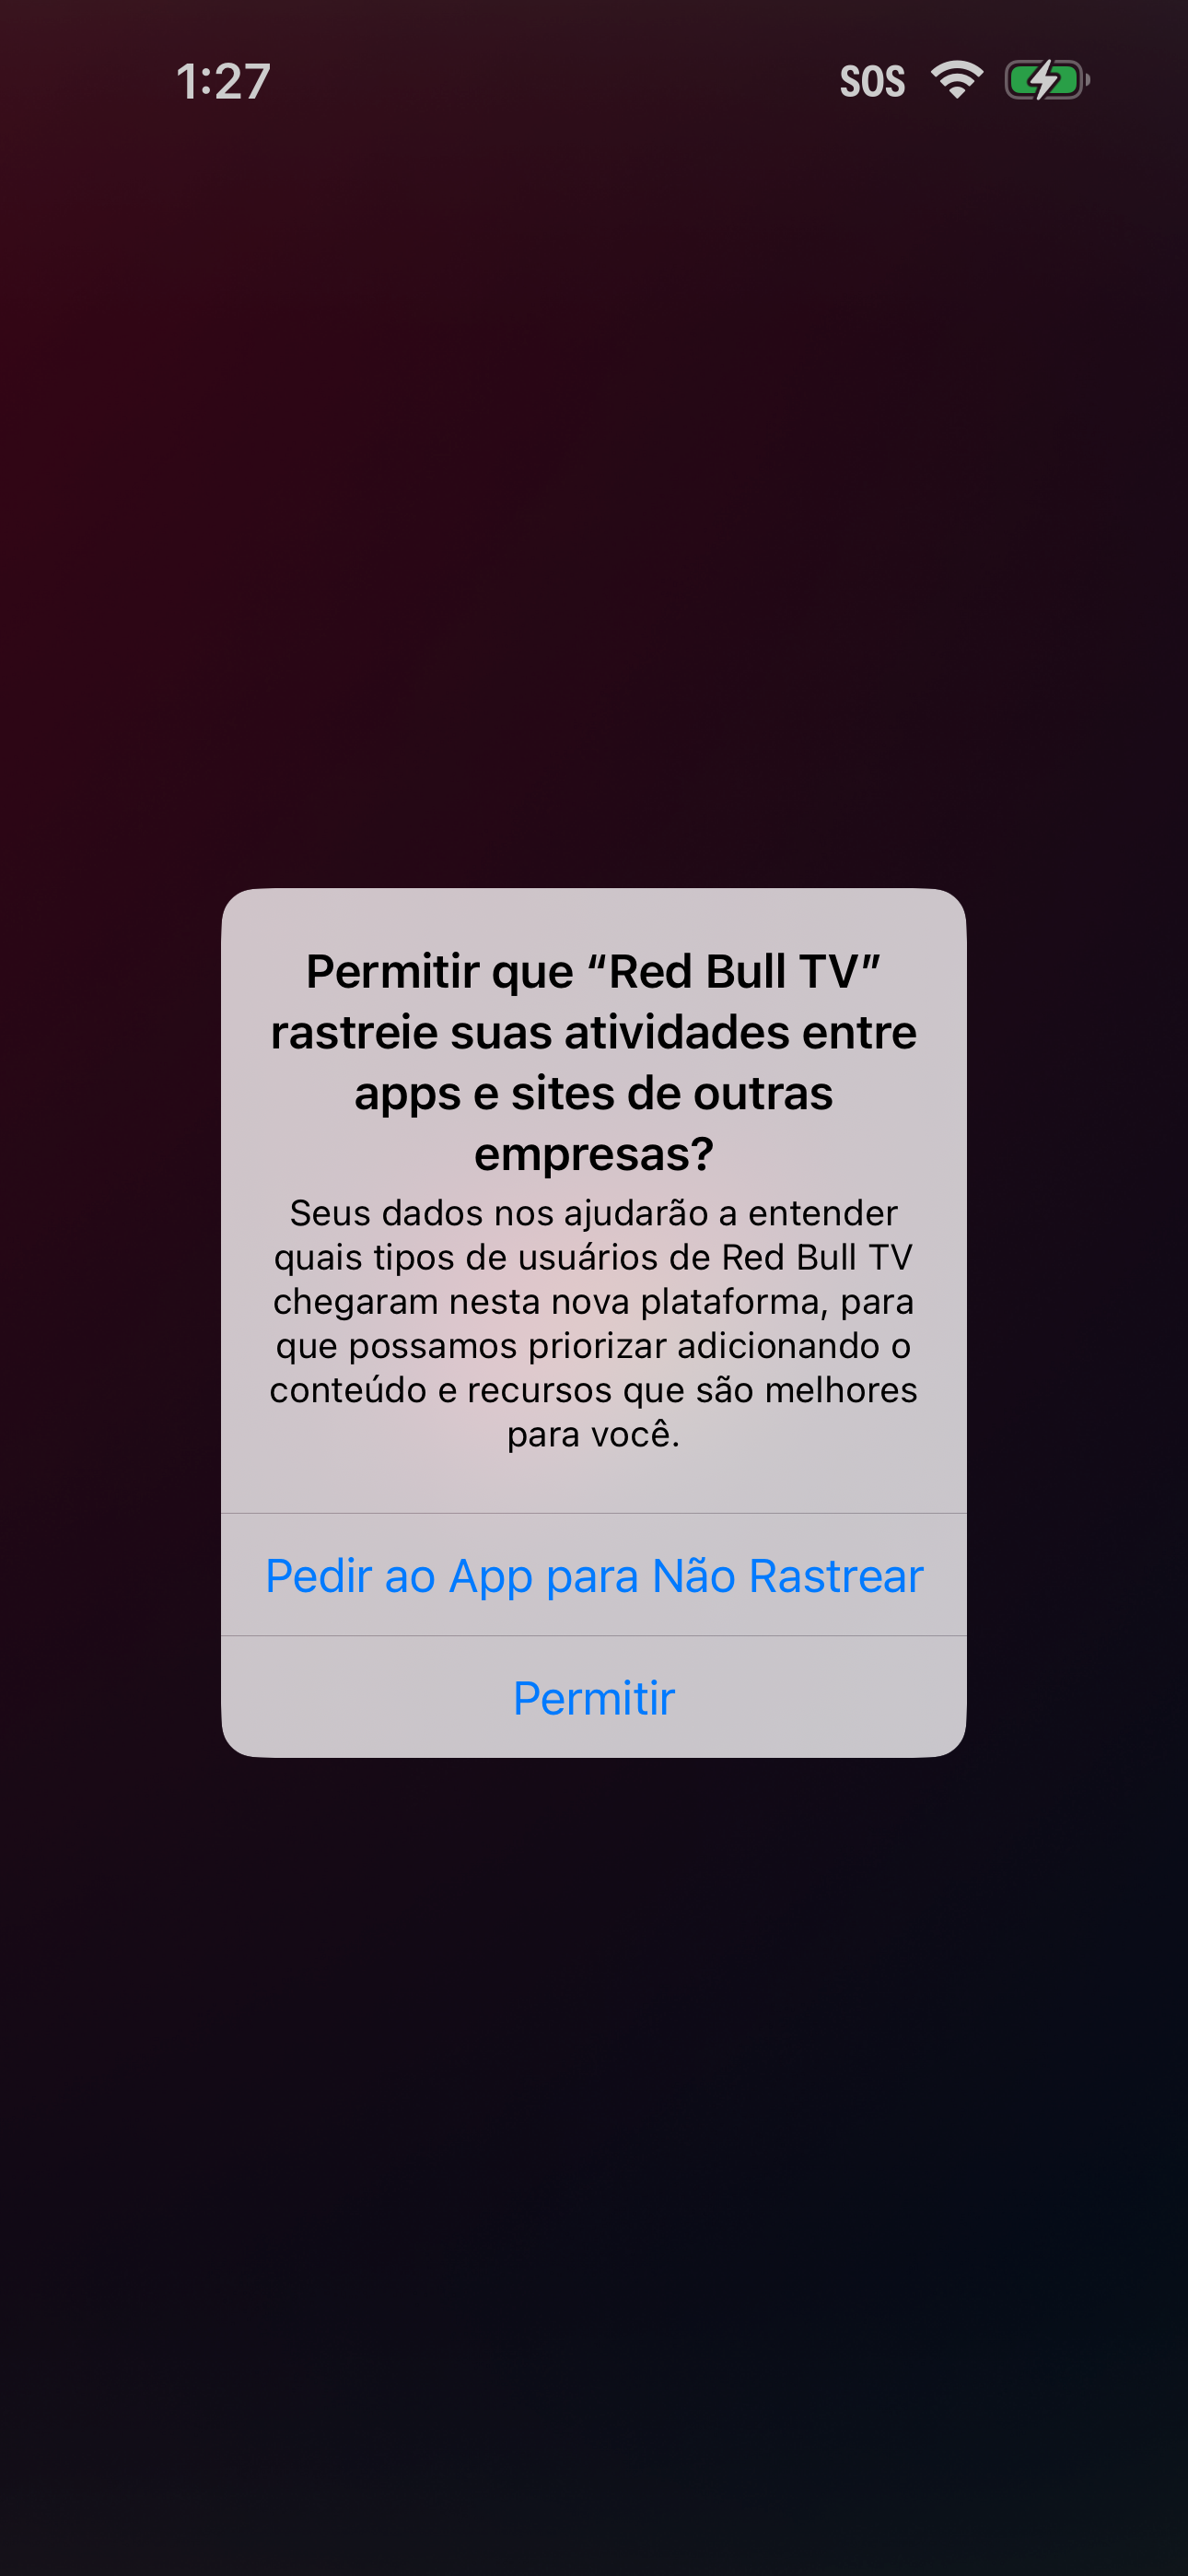 1:27
SOS
Permitir que “Red Bull TV”
rastreie suas atividades entre
apps e sites de outras
empresas?
Seus dados nos ajudarão a entender
quais tipos de usuários de Red Bull TV
chegaram nesta nova plataforma, para
que possamos priorizar adicionando o
conteúdo e recursos que são melhores
para você.
Pedir ao App para Não Rastrear
Permitir